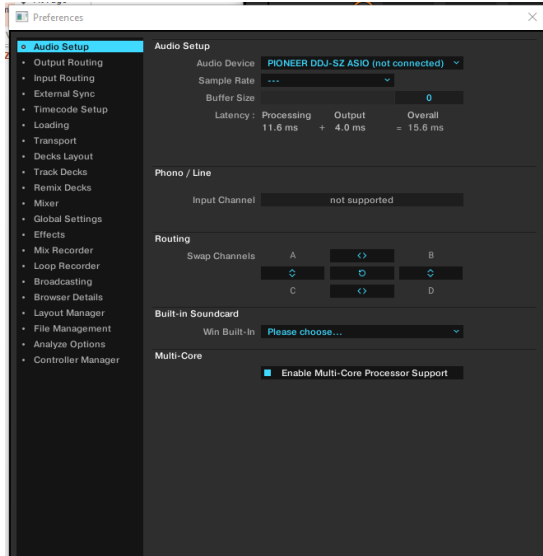 Preferences
Audio Setup
Output Routing
Input Routing
External Sync
Timecode Setup
Loading
Transport
Decks Layout
Track Decks
Remix Decks
Mixer
Global Settings
Effects
Mix Recorder
Loop Recorder
Broadcasting
Browser Details
Layout Manager
File Management
Analyze Options
Controller Manager
Audio Setup
Audio Device PIONEER DDJ-SZ ASIO (not connected)
Sample Rate ---
Buffer Size 0
Latency : Processing Output Overall
11.6 ms + 4.0 ms = 15.6 ms
Phono / Line
Input Channel not supported
Routing
Swap Channels A <> B
C <> D
Built-in Soundcard
Win Built-In Please choose...
Multi-Core
Enable Multi-Core Processor Support